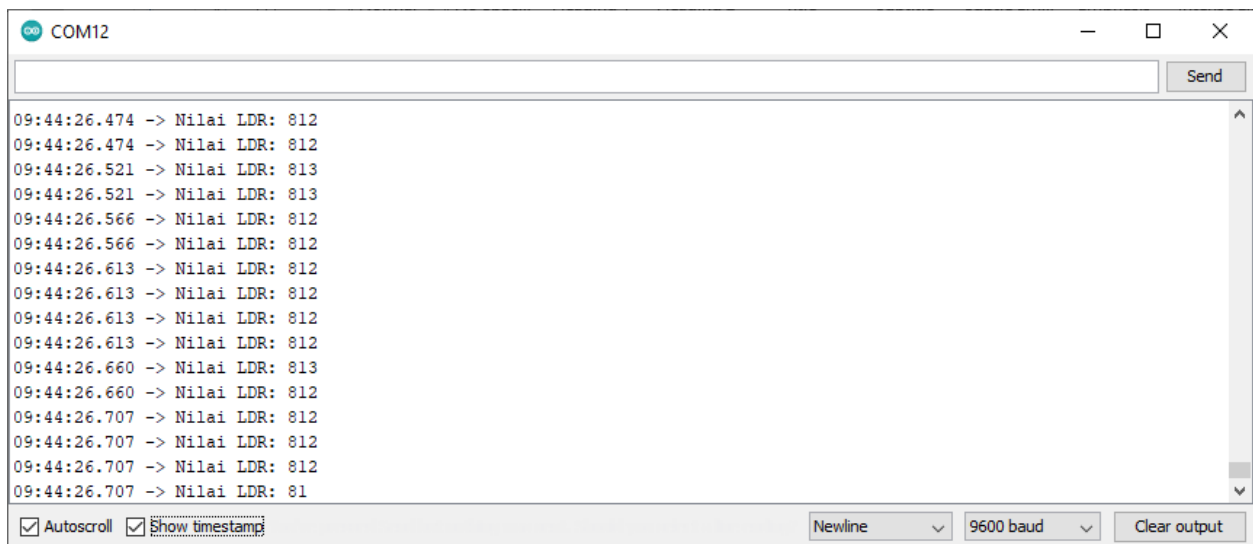 COM12
Send
09:44:26.474 -> Nilai LDR: 812
09:44:26.474 -> Nilai LDR: 812
09:44:26.521 -> Nilai LDR: 813
09:44:26.521 -> Nilai LDR: 813
09:44:26.566 -> Nilai LDR: 812
09:44:26.566 -> Nilai LDR: 812
09:44:26.613 -> Nilai LDR: 812
09:44:26.613 -> Nilai LDR: 812
09:44:26.613 -> Nilai LDR: 812
09:44:26.613 -> Nilai LDR: 812
09:44:26.660 -> Nilai LDR: 813
09:44:26.660 -> Nilai LDR: 812
09:44:26.707 -> Nilai LDR: 812
09:44:26.707 -> Nilai LDR: 812
09:44:26.707 -> Nilai LDR: 812
09:44:26.707 -> Nilai LDR: 81
Autoscroll Show timestamp Newline 9600 baud Clear output